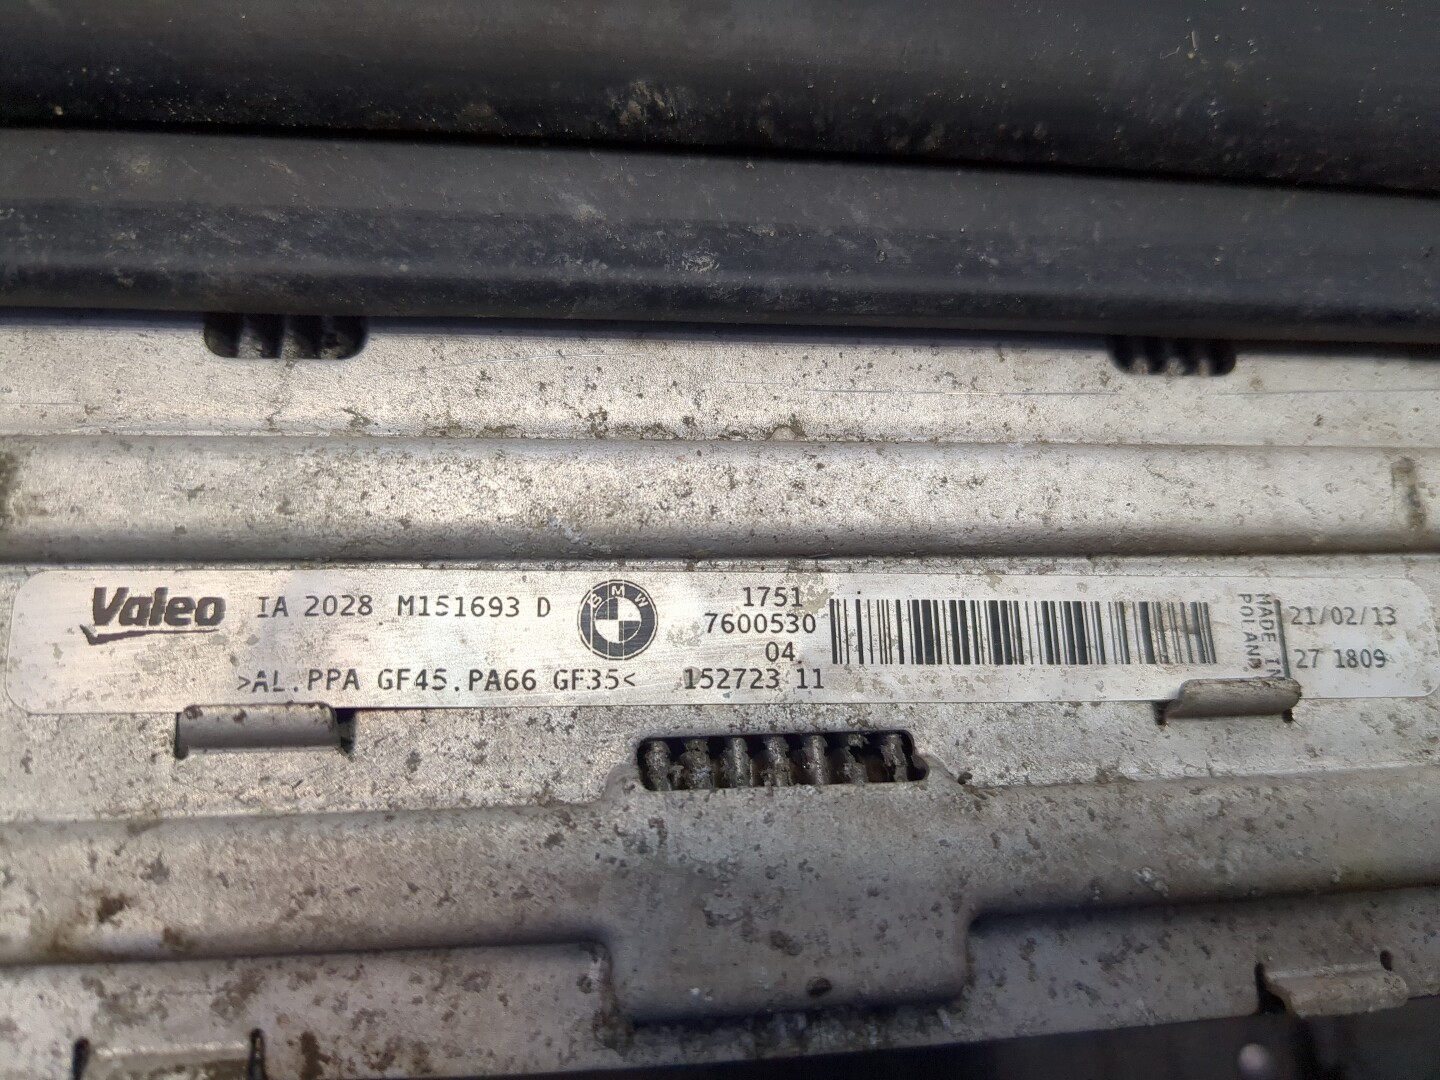 Valeo IA 2028 M151693 D
>AL.PPA GF45.PA66 GF35<
BMW
1751
7600530
04
152723 11
MADE IN
POLAND
21/02/13
27 1809